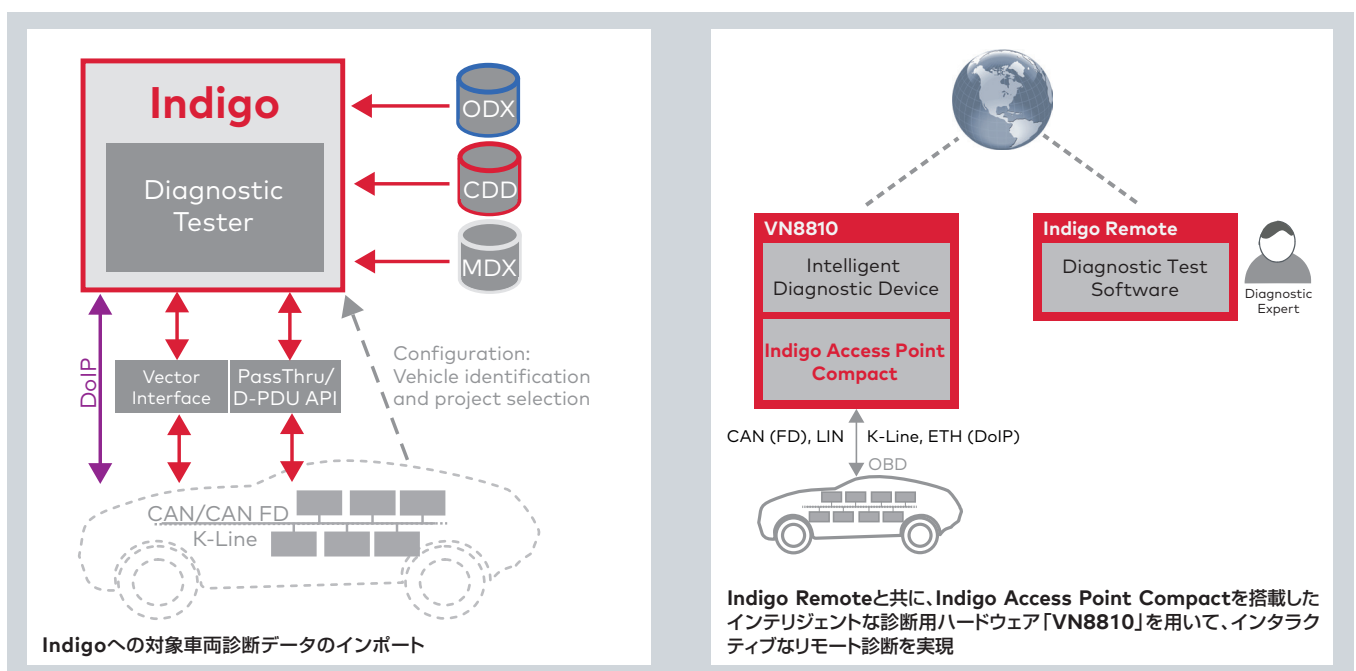 Indigo
Diagnostic
Tester
ODX
CDD
MDX
DoIP
Vector
Interface
PassThru/
D-PDU API
Configuration:
Vehicle identification
and project selection
CAN/CAN FD
K-Line
Indigoへの対象車両診断データのインポート
VN8810
Intelligent
Diagnostic Device
Indigo Access Point
Compact
Indigo Remote
Diagnostic Test
Software
Diagnostic
Expert
CAN (FD), LIN
K-Line, ETH (DoIP)
OBD
Indigo Remoteと共に、Indigo Access Point Compactを搭載した
インテリジェントな診断用ハードウェア「VN8810」を用いて、インタラク
ティブなリモート診断を実現